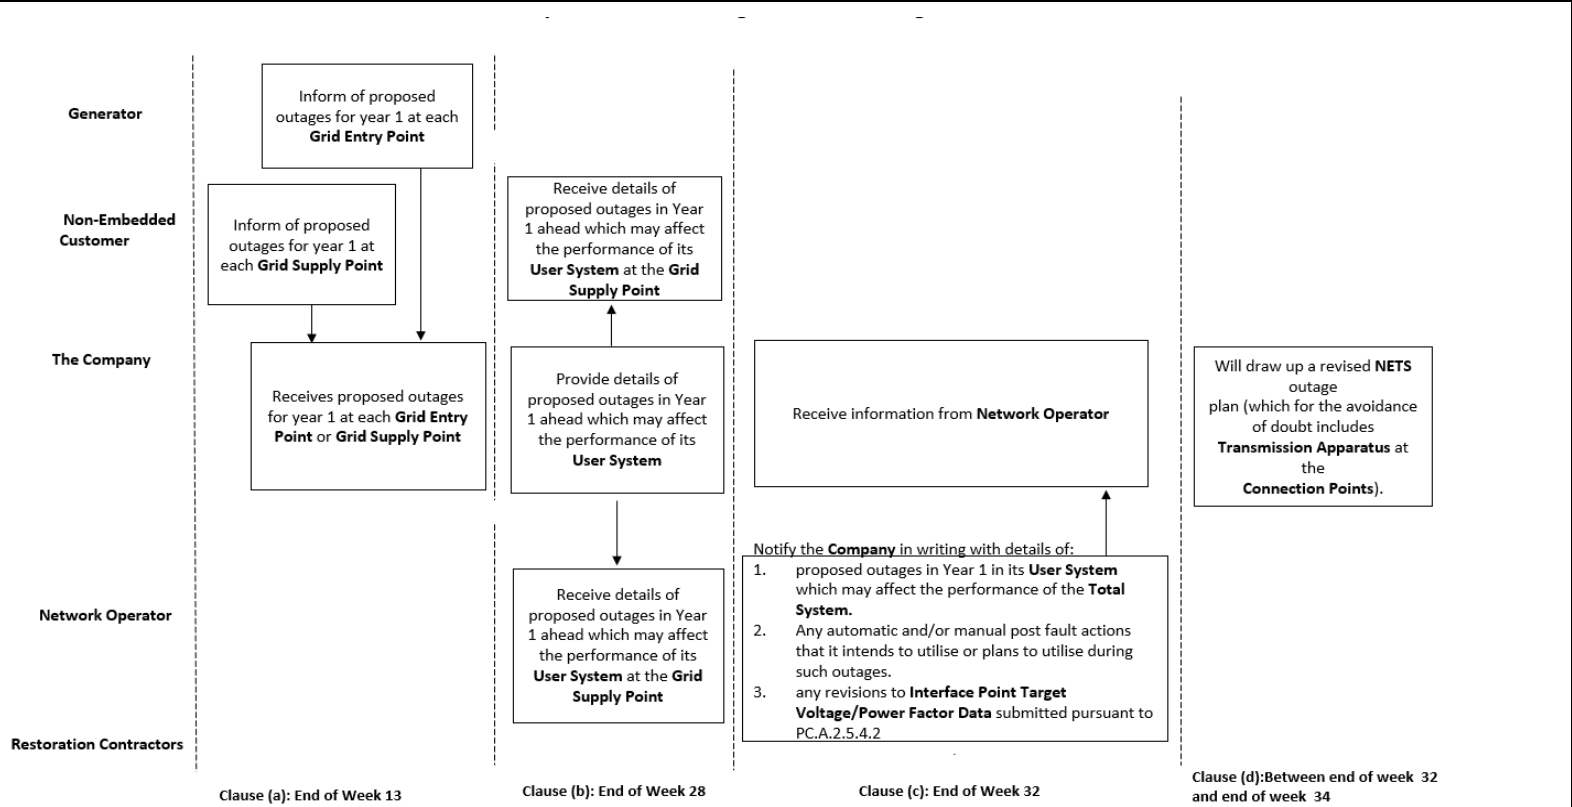 Generator
Inform of proposed
outages for year 1 at each
Grid Entry Point
Non-Embedded
Customer
Inform of proposed
outages for year 1 at
each Grid Supply Point
Receive details of
proposed outages in Year
1 ahead which may affect
the performance of its
User System at the Grid
Supply Point
The Company
Receives proposed outages
for year 1 at each Grid Entry
Point or Grid Supply Point
Provide details of
proposed outages in Year
1 ahead which may affect
the performance of its
User System
Receive information from Network Operator
Will draw up a revised NETS
outage
plan (which for the avoidance
of doubt includes
Transmission Apparatus at
the
Connection Points).
Network Operator
Receive details of
proposed outages in Year
1 ahead which may affect
the performance of its
User System at the Grid
Supply Point
Notify the Company in writing with details of:
1. proposed outages in Year 1 in its User System
which may affect the performance of the Total
System.
2. Any automatic and/or manual post fault actions
that it intends to utilise or plans to utilise during
such outages.
3. any revisions to Interface Point Target
Voltage/Power Factor Data submitted pursuant to
PC.A.2.5.4.2
Restoration Contractors
Clause (a): End of Week 13
Clause (b): End of Week 28
Clause (c): End of Week 32
Clause (d):Between end of week 32
and end of week 34